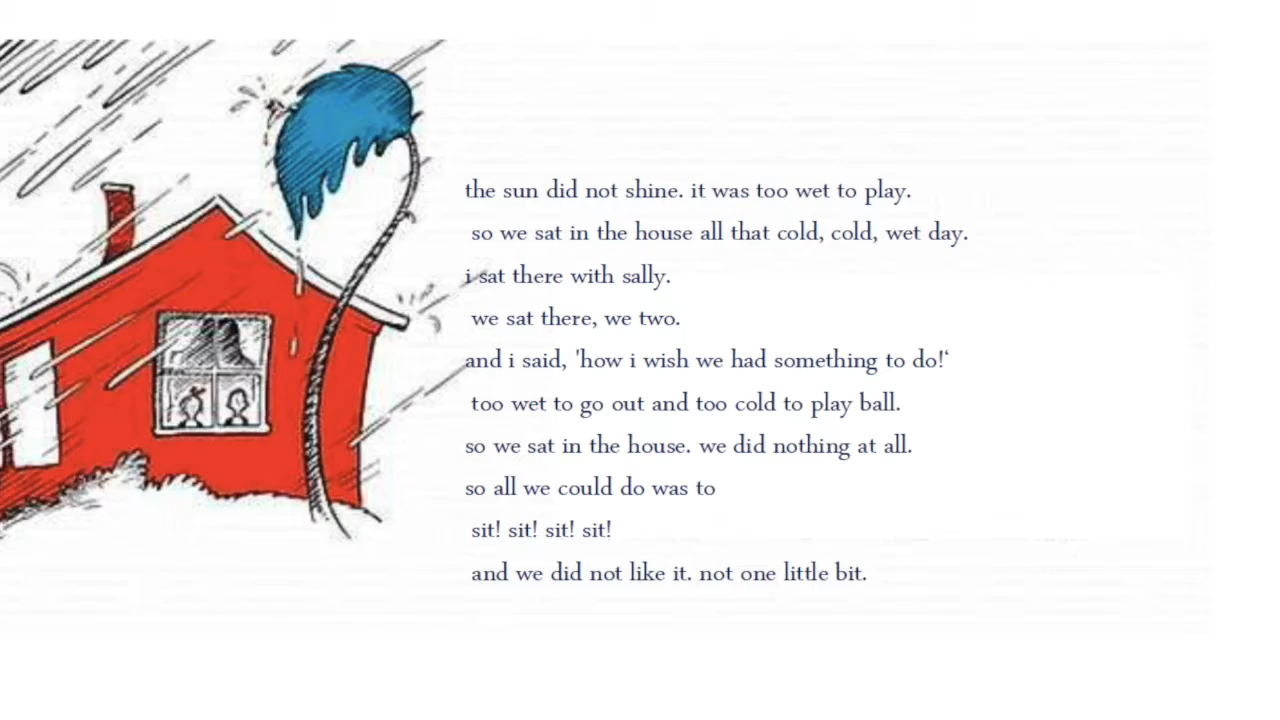 the sun did not shine. it was too wet to play.
so we sat in the house all that cold, cold, wet day.
i sat there with sally.
we sat there, we two.
and i said, 'how i wish we had something to do!‘
too wet to go out and too cold to play ball.
so we sat in the house. we did nothing at all.
so all we could do was to
sit! sit! sit! sit!
and we did not like it. not one little bit.